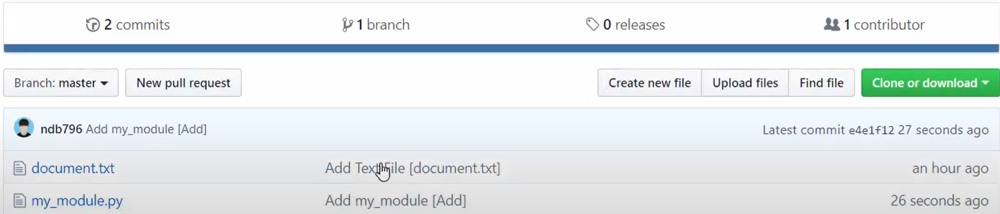 2 commits 1 branch 0 releases 1 contributor
Branch: master New pull request Create new file Upload files Find file Clone or download
ndb796 Add my_module [Add] Latest commit e4e1f12 27 seconds ago
document.txt Add Text File [document.txt] an hour ago
my_module.py Add my_module [Add] 26 seconds ago